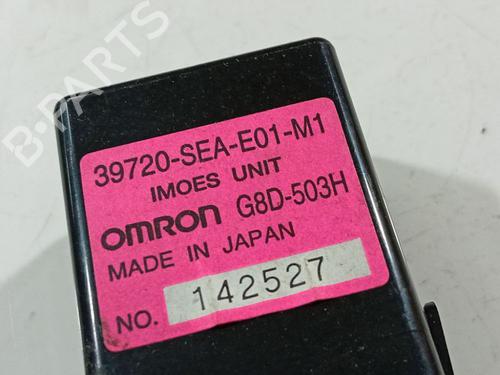 B-PARTS
39720-SEA-E01-M1
IMOES UNIT
OMRON G8D-503H
MADE IN JAPAN
NO. 142527